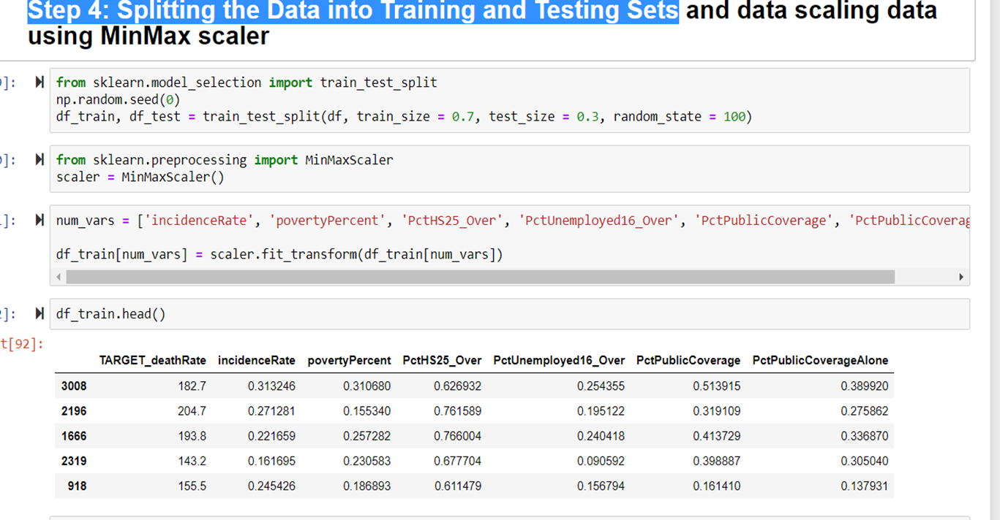 Step 4: Splitting the Data into Training and Testing Sets and data scaling data
using MinMax scaler
]:
from sklearn.model_selection import train_test_split
np.random.seed(0)
df_train, df_test = train_test_split(df, train_size = 0.7, test_size = 0.3, random_state = 100)
]:
from sklearn.preprocessing import MinMaxScaler
scaler = MinMaxScaler()
]:
num_vars = ['incidenceRate', 'povertyPercent', 'PctHS25_Over', 'PctUnemployed16_Over', 'PctPublicCoverage', 'PctPublicCoverag
df_train[num_vars] = scaler.fit_transform(df_train[num_vars])
]:
df_train.head()
t[92]:
TARGET_deathRate incidenceRate povertyPercent PctHS25_Over PctUnemployed16_Over PctPublicCoverage PctPublicCoverageAlone
3008 182.7 0.313246 0.310680 0.626932 0.254355 0.513915 0.389920
2196 204.7 0.271281 0.155340 0.761589 0.195122 0.319109 0.275862
1666 193.8 0.221659 0.257282 0.766004 0.240418 0.413729 0.336870
2319 143.2 0.161695 0.230583 0.677704 0.090592 0.398887 0.305040
918 155.5 0.245426 0.186893 0.611479 0.156794 0.161410 0.137931